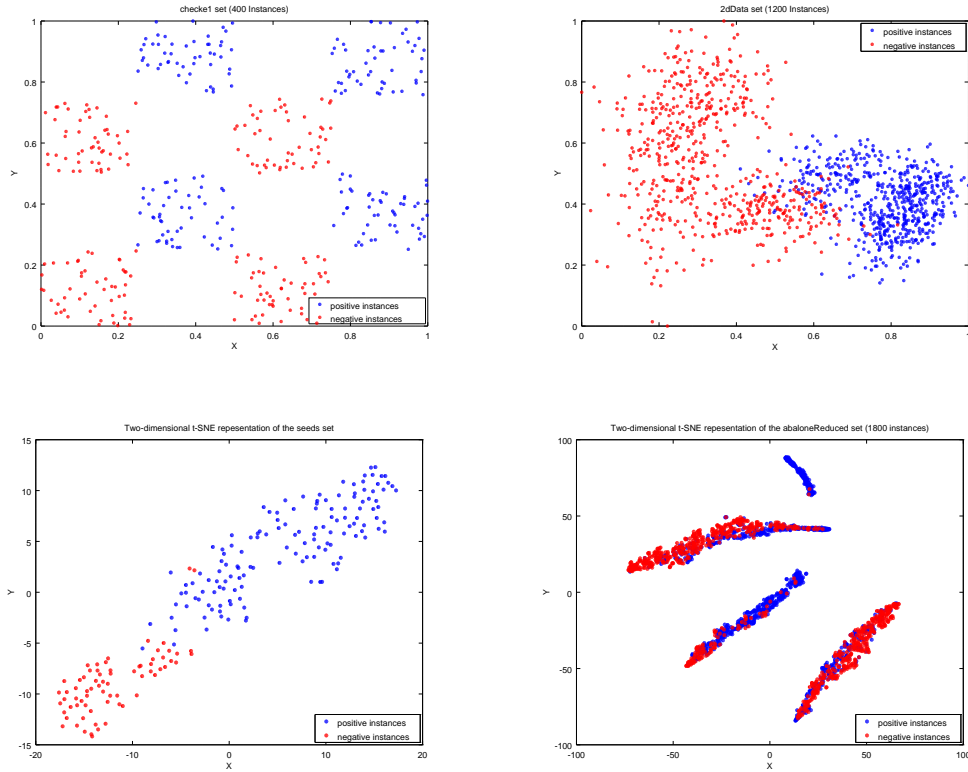 checke1 set (400 Instances)
1
0.8
0.6
Y
0.4
0.2
0
0 0.2 0.4 0.6 0.8 1
X
positive instances
negative instances
2dData set (1200 Instances)
1
0.8
0.6
Y
0.4
0.2
0
0 0.2 0.4 0.6 0.8 1
X
positive instances
negative instances
Two-dimensional t-SNE repesentation of the seeds set
15
10
5
Y
0
-5
-10
-15
-20 -10 0 10 20
X
positive instances
negative instances
Two-dimensional t-SNE representation of the abaloneReduced set (1800 instances)
100
50
Y
0
-50
-100
-100 -50 0 50 100
X
positive instances
negative instances